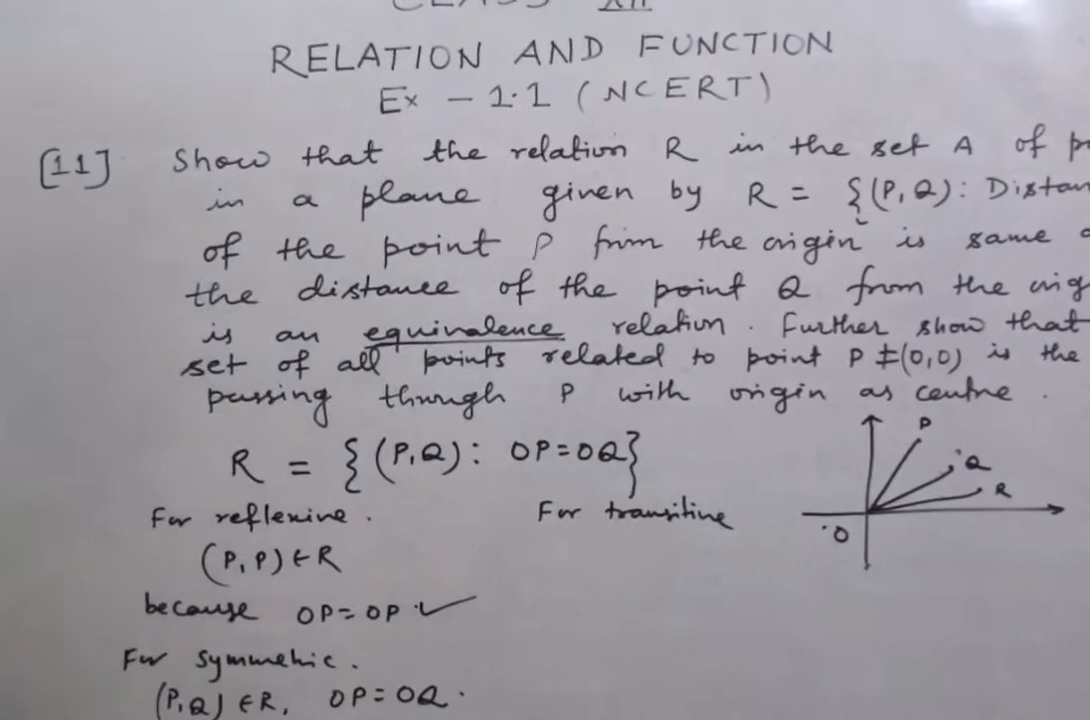 CLASS XII
RELATION AND FUNCTION
Ex - 1.1 (NCERT)
[11] Show that the relation R in the set A of
in a plane given by R = {(P,Q): Distan
of the point P from the origin is same
the distance of the point Q from the orig
is an equivalence relation. Further show that
set of all points related to point P ≠ (0,0) is the
passing through P with origin as centre.
R = {(P,Q): OP=OQ}
P
Q
R
O
For reflexive.
For transitive
(P,P) ∈ R
because OP=OP ✓
For symmetric.
(P,Q) ∈ R, OP=OQ.